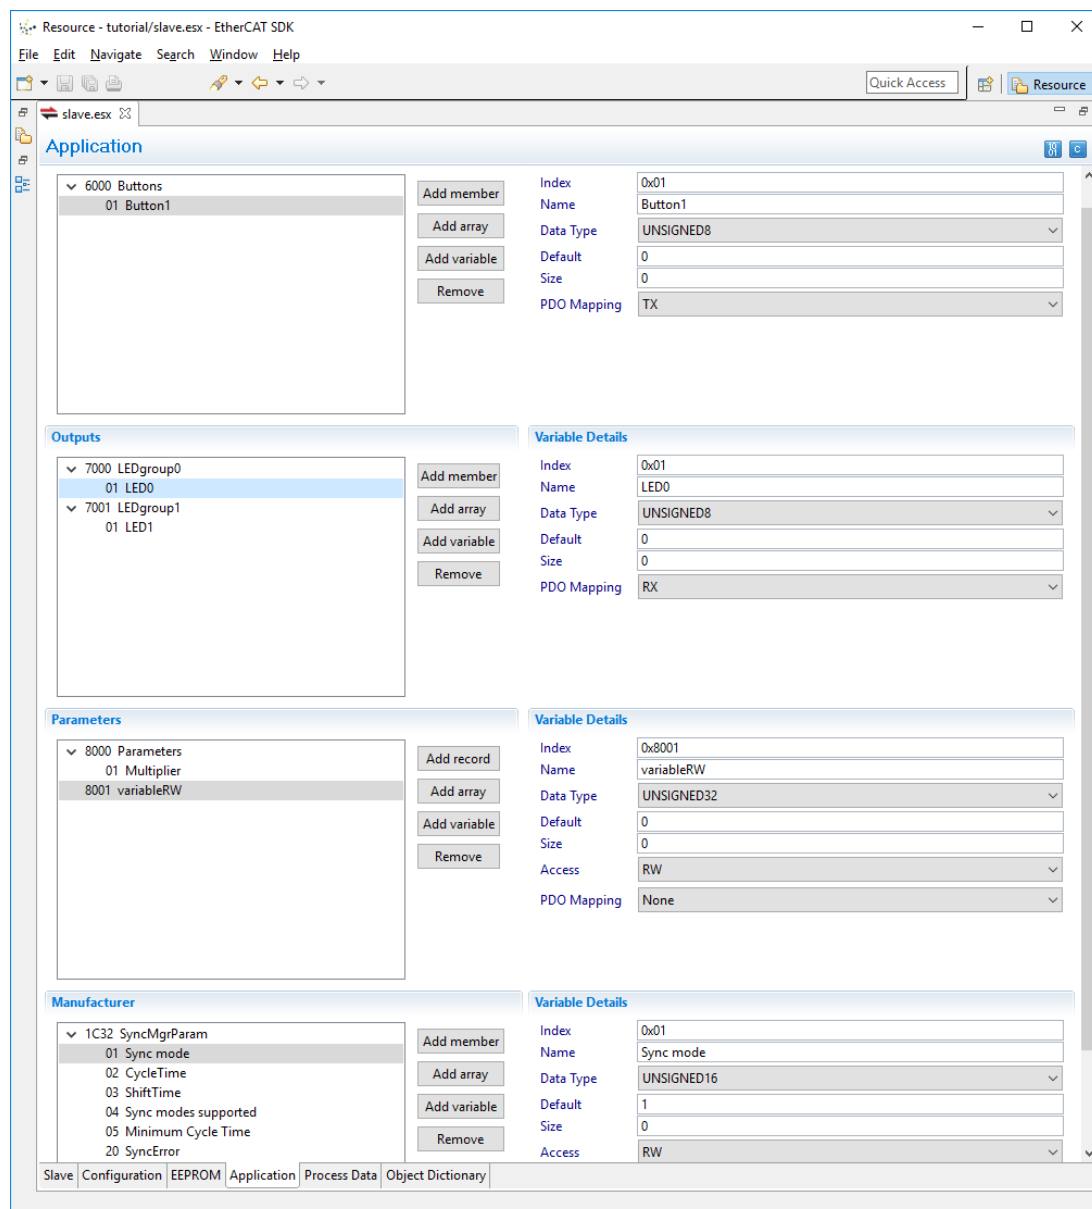 Resource - tutorial/slave.esx - EtherCAT SDK
File Edit Navigate Search Window Help
Quick Access
Resource
slave.esx
Application
6000 Buttons
01 Button1
Add member
Add array
Add variable
Remove
Index 0x01
Name Button1
Data Type UNSIGNED8
Default 0
Size 0
PDO Mapping TX
Outputs
7000 LEDgroup0
01 LED0
7001 LEDgroup1
01 LED1
Add member
Add array
Add variable
Remove
Variable Details
Index 0x01
Name LED0
Data Type UNSIGNED8
Default 0
Size 0
PDO Mapping RX
Parameters
8000 Parameters
01 Multiplier
8001 variableRW
Add record
Add array
Add variable
Remove
Variable Details
Index 0x8001
Name variableRW
Data Type UNSIGNED32
Default 0
Size 0
Access RW
PDO Mapping None
Manufacturer
1C32 SyncMgrParam
01 Sync mode
02 CycleTime
03 ShiftTime
04 Sync modes supported
05 Minimum Cycle Time
20 SyncError
Add member
Add array
Add variable
Remove
Variable Details
Index 0x01
Name Sync mode
Data Type UNSIGNED16
Default 1
Size 0
Access RW
Slave Configuration EEPROM Application Process Data Object Dictionary